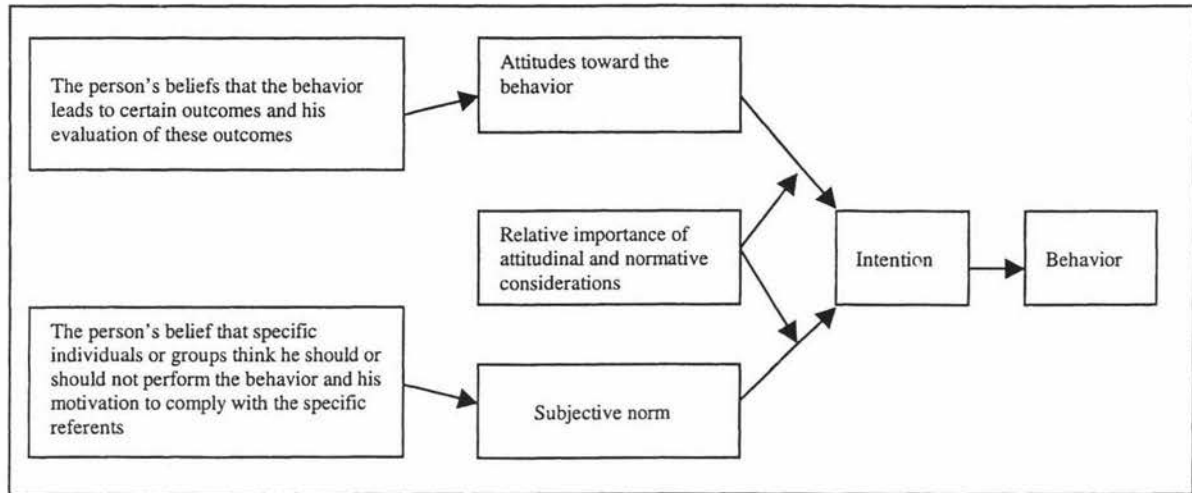 The person's beliefs that the behavior
leads to certain outcomes and his
evaluation of these outcomes
Attitudes toward the
behavior
Relative importance of
attitudinal and normative
considerations
Intention
Behavior
The person's belief that specific
individuals or groups think he should or
should not perform the behavior and his
motivation to comply with the specific
referents
Subjective norm